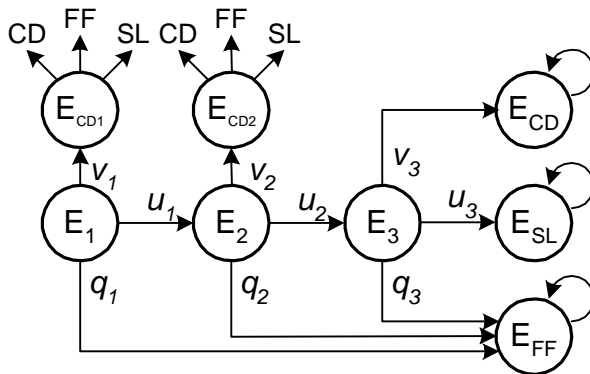 FF FF
CD SL CD SL
E_CD1 E_CD2 E_CD
v_1 v_2 v_3
E_1 u_1 E_2 u_2 E_3 u_3 E_SL
q_1 q_2 q_3
E_FF